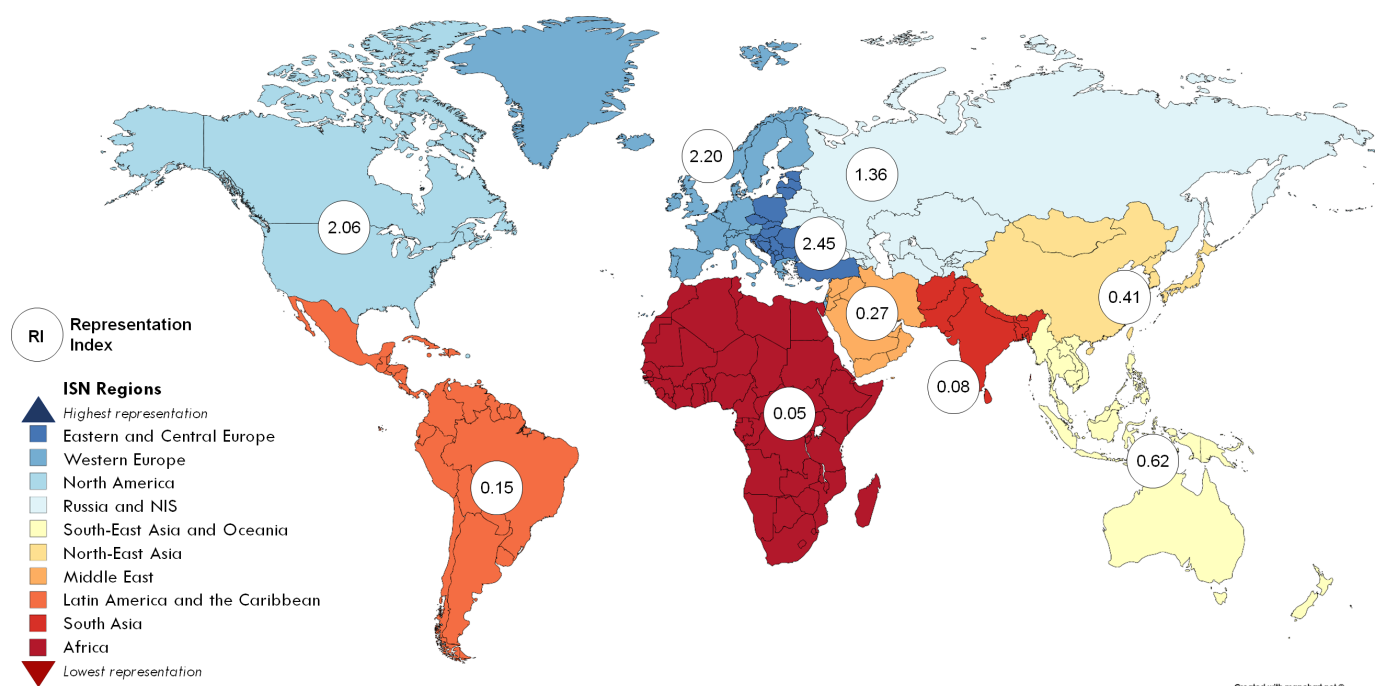 2.20
1.36
2.06
2.45
0.41
0.27
RI
Representation
Index
0.08
ISN Regions
Highest representation
0.05
Eastern and Central Europe
Western Europe
0.62
North America
0.15
Russia and NIS
South-East Asia and Oceania
North-East Asia
Middle East
Latin America and the Caribbean
South Asia
Africa
Lowest representation